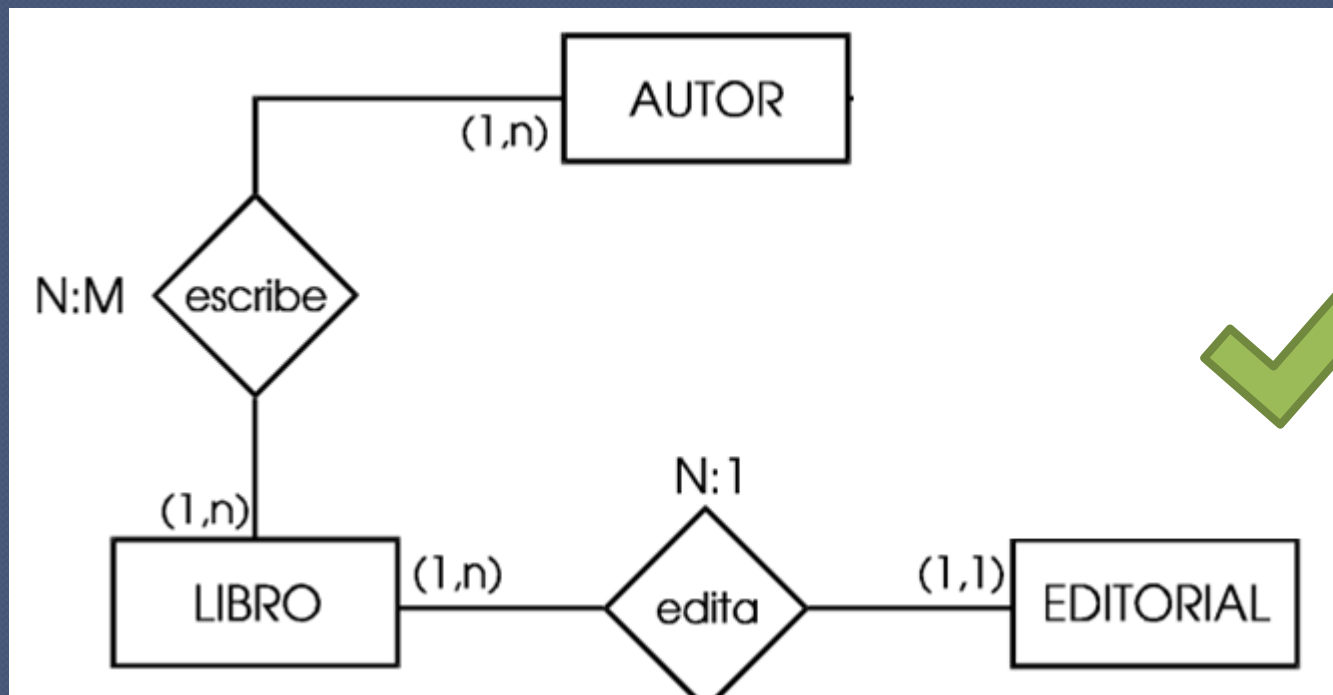 AUTOR
(1,n)
N:M
escribe
(1,n)
N:1
LIBRO
(1,n)
edita
(1,1)
EDITORIAL